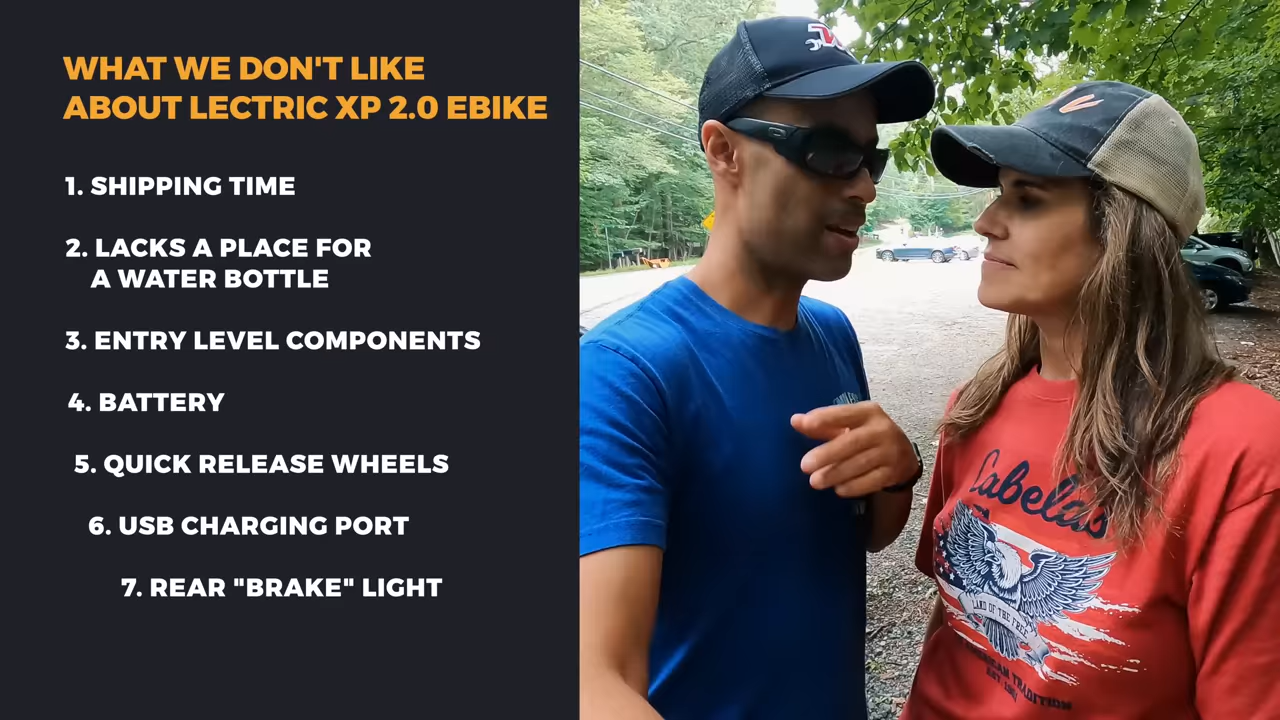 WHAT WE DON'T LIKE
ABOUT LECTRIC XP 2.0 EBIKE
1. SHIPPING TIME
2. LACKS A PLACE FOR
A WATER BOTTLE
3. ENTRY LEVEL COMPONENTS
4. BATTERY
5. QUICK RELEASE WHEELS
6. USB CHARGING PORT
7. REAR "BRAKE" LIGHT
Cabela's
LAND OF THE FREE
AMERICAN TRADITION